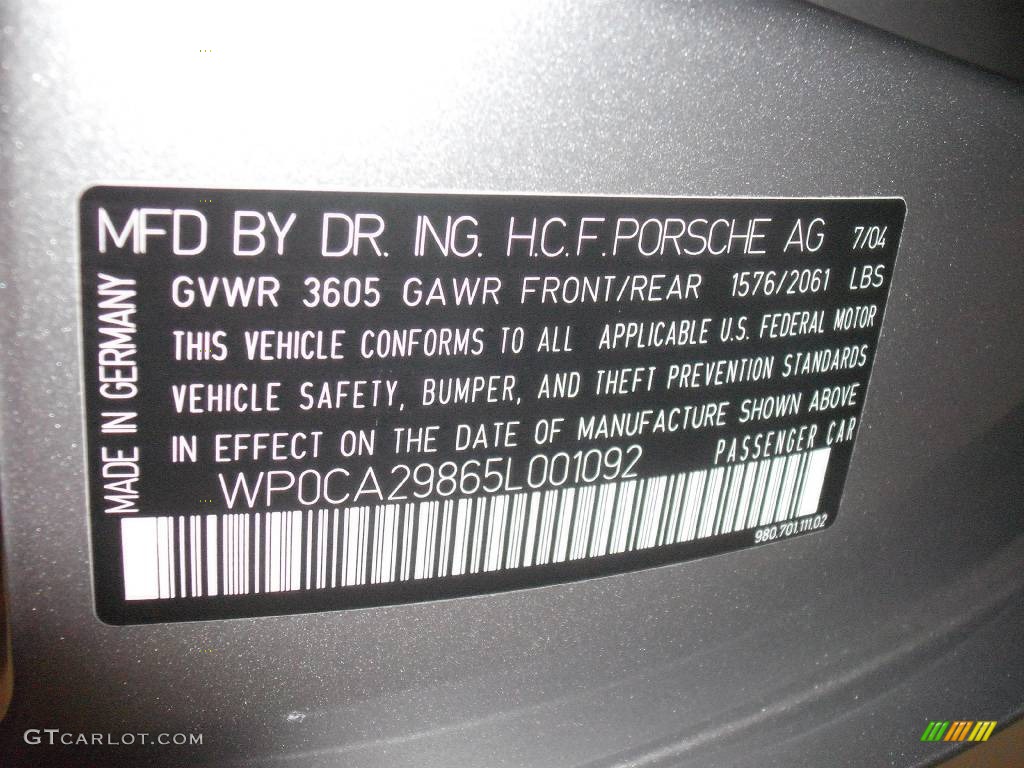 MFD BY DR. ING. H.C.F.PORSCHE AG 7/04
GVWR 3605 GAWR FRONT/REAR 1576/2061 LBS
THIS VEHICLE CONFORMS TO ALL APPLICABLE U.S. FEDERAL MOTOR
VEHICLE SAFETY, BUMPER, AND THEFT PREVENTION STANDARDS
IN EFFECT ON THE DATE OF MANUFACTURE SHOWN ABOVE
WP0CA29865L001092 PASSENGER CAR
980.701.111.02
MADE IN GERMANY
GTCARLOT.COM